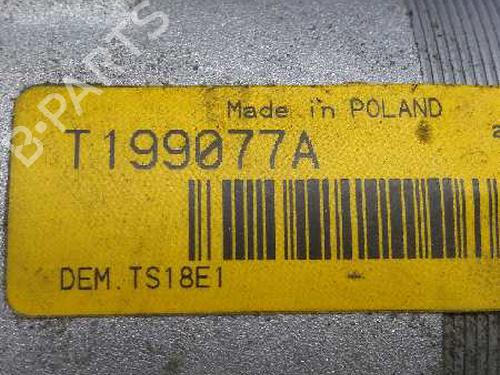 Made in POLAND
T199077A
DEM.TS18E1
B-PARTS